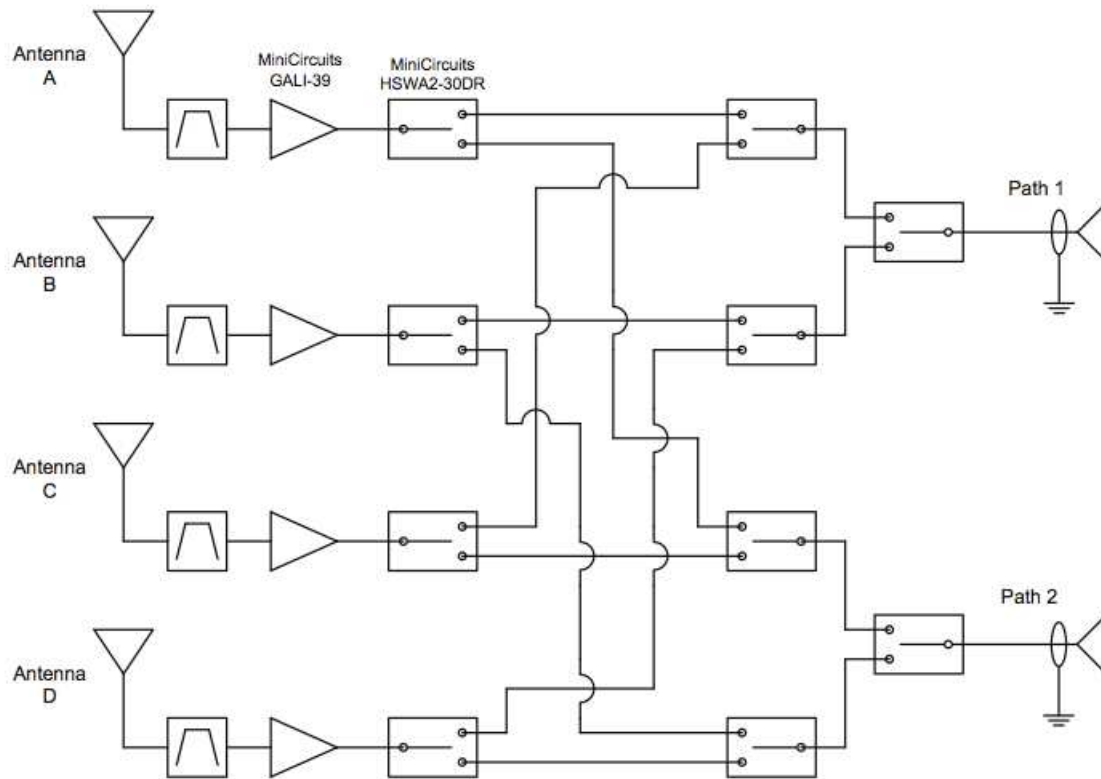 Antenna
A
MiniCircuits
GALI-39
MiniCircuits
HSWA2-30DR
Path 1
Antenna
B
Antenna
C
Path 2
Antenna
D